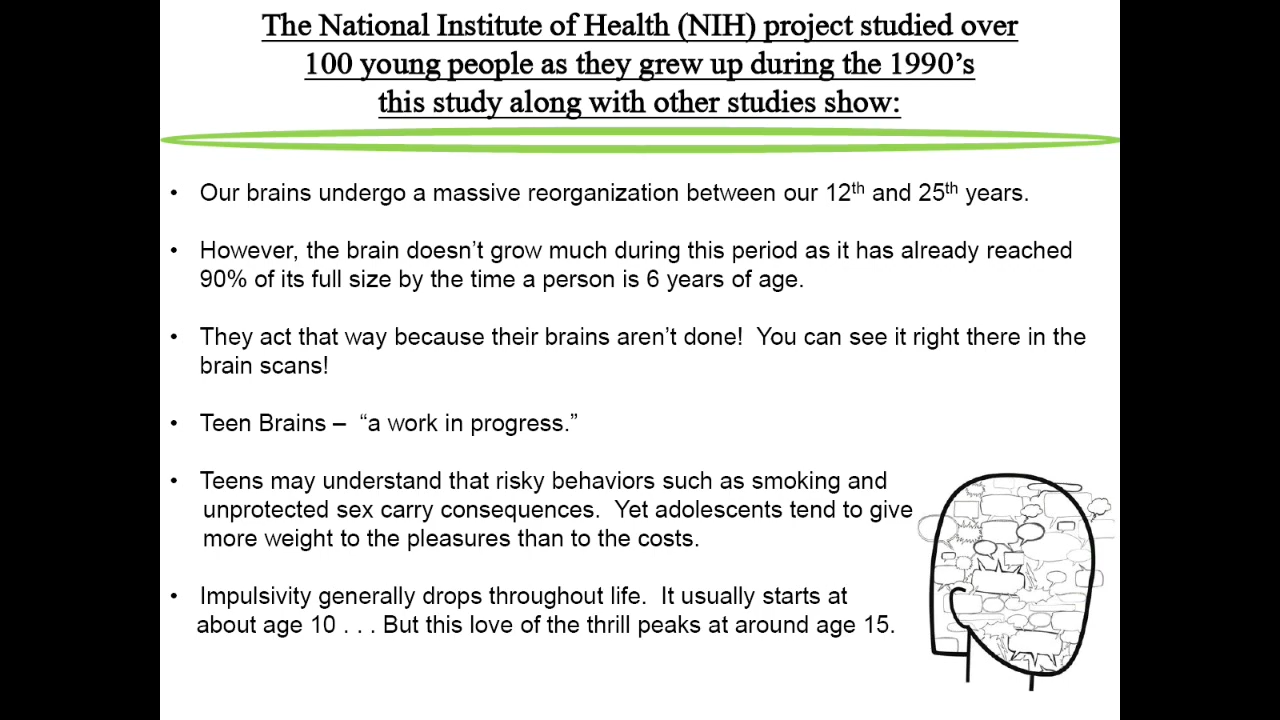 The National Institute of Health (NIH) project studied over
100 young people as they grew up during the 1990's
this study along with other studies show:
• Our brains undergo a massive reorganization between our 12th and 25th years.
• However, the brain doesn't grow much during this period as it has already reached
90% of its full size by the time a person is 6 years of age.
• They act that way because their brains aren't done!  You can see it right there in the
brain scans!
• Teen Brains –  “a work in progress.”
• Teens may understand that risky behaviors such as smoking and
unprotected sex carry consequences.  Yet adolescents tend to give
more weight to the pleasures than to the costs.
• Impulsivity generally drops throughout life.  It usually starts at
about age 10 . . . But this love of the thrill peaks at around age 15.